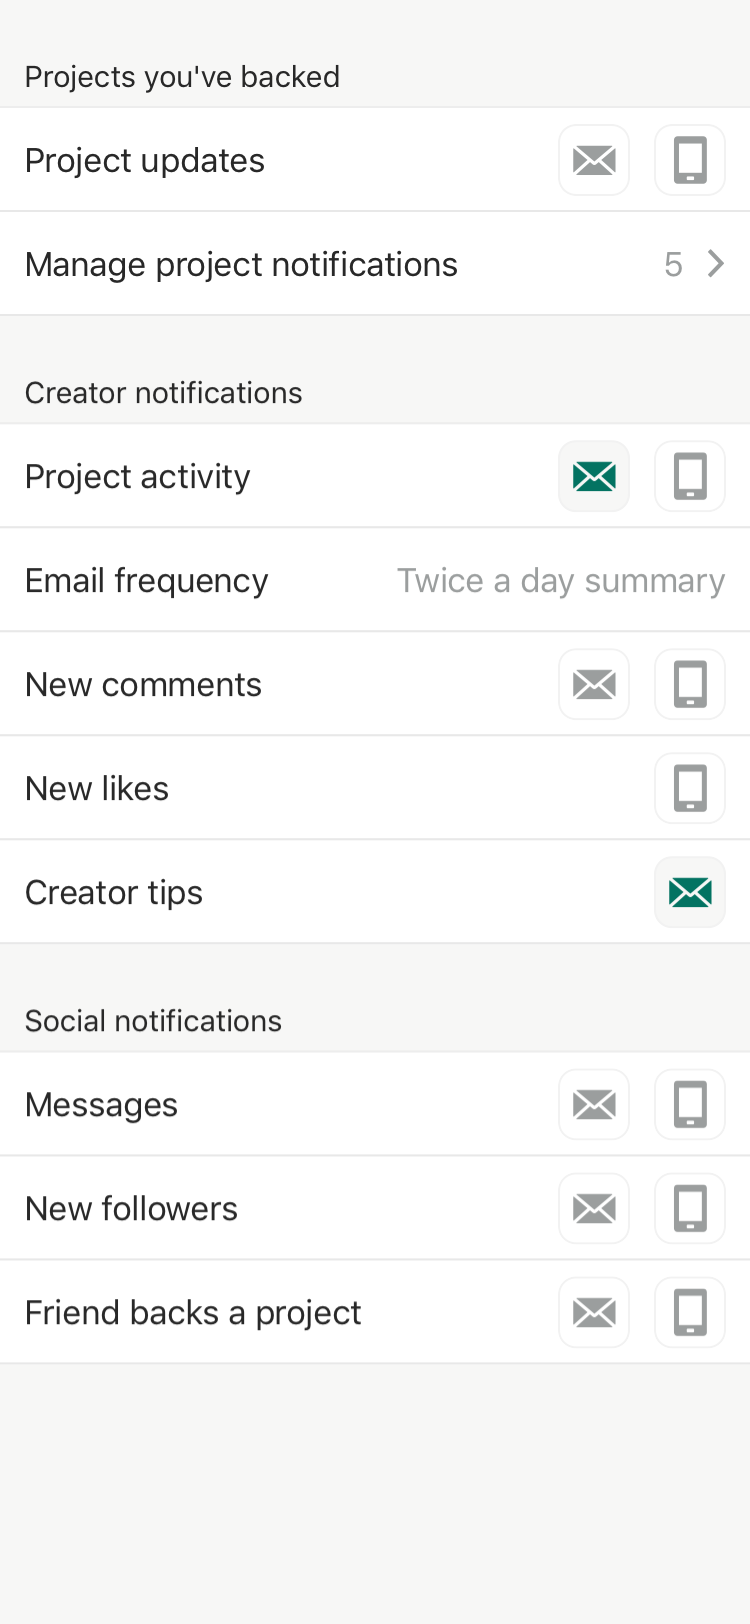 Projects you've backed
Project updates
Manage project notifications 5
Creator notifications
Project activity
Email frequency Twice a day summary
New comments
New likes
Creator tips
Social notifications
Messages
New followers
Friend backs a project